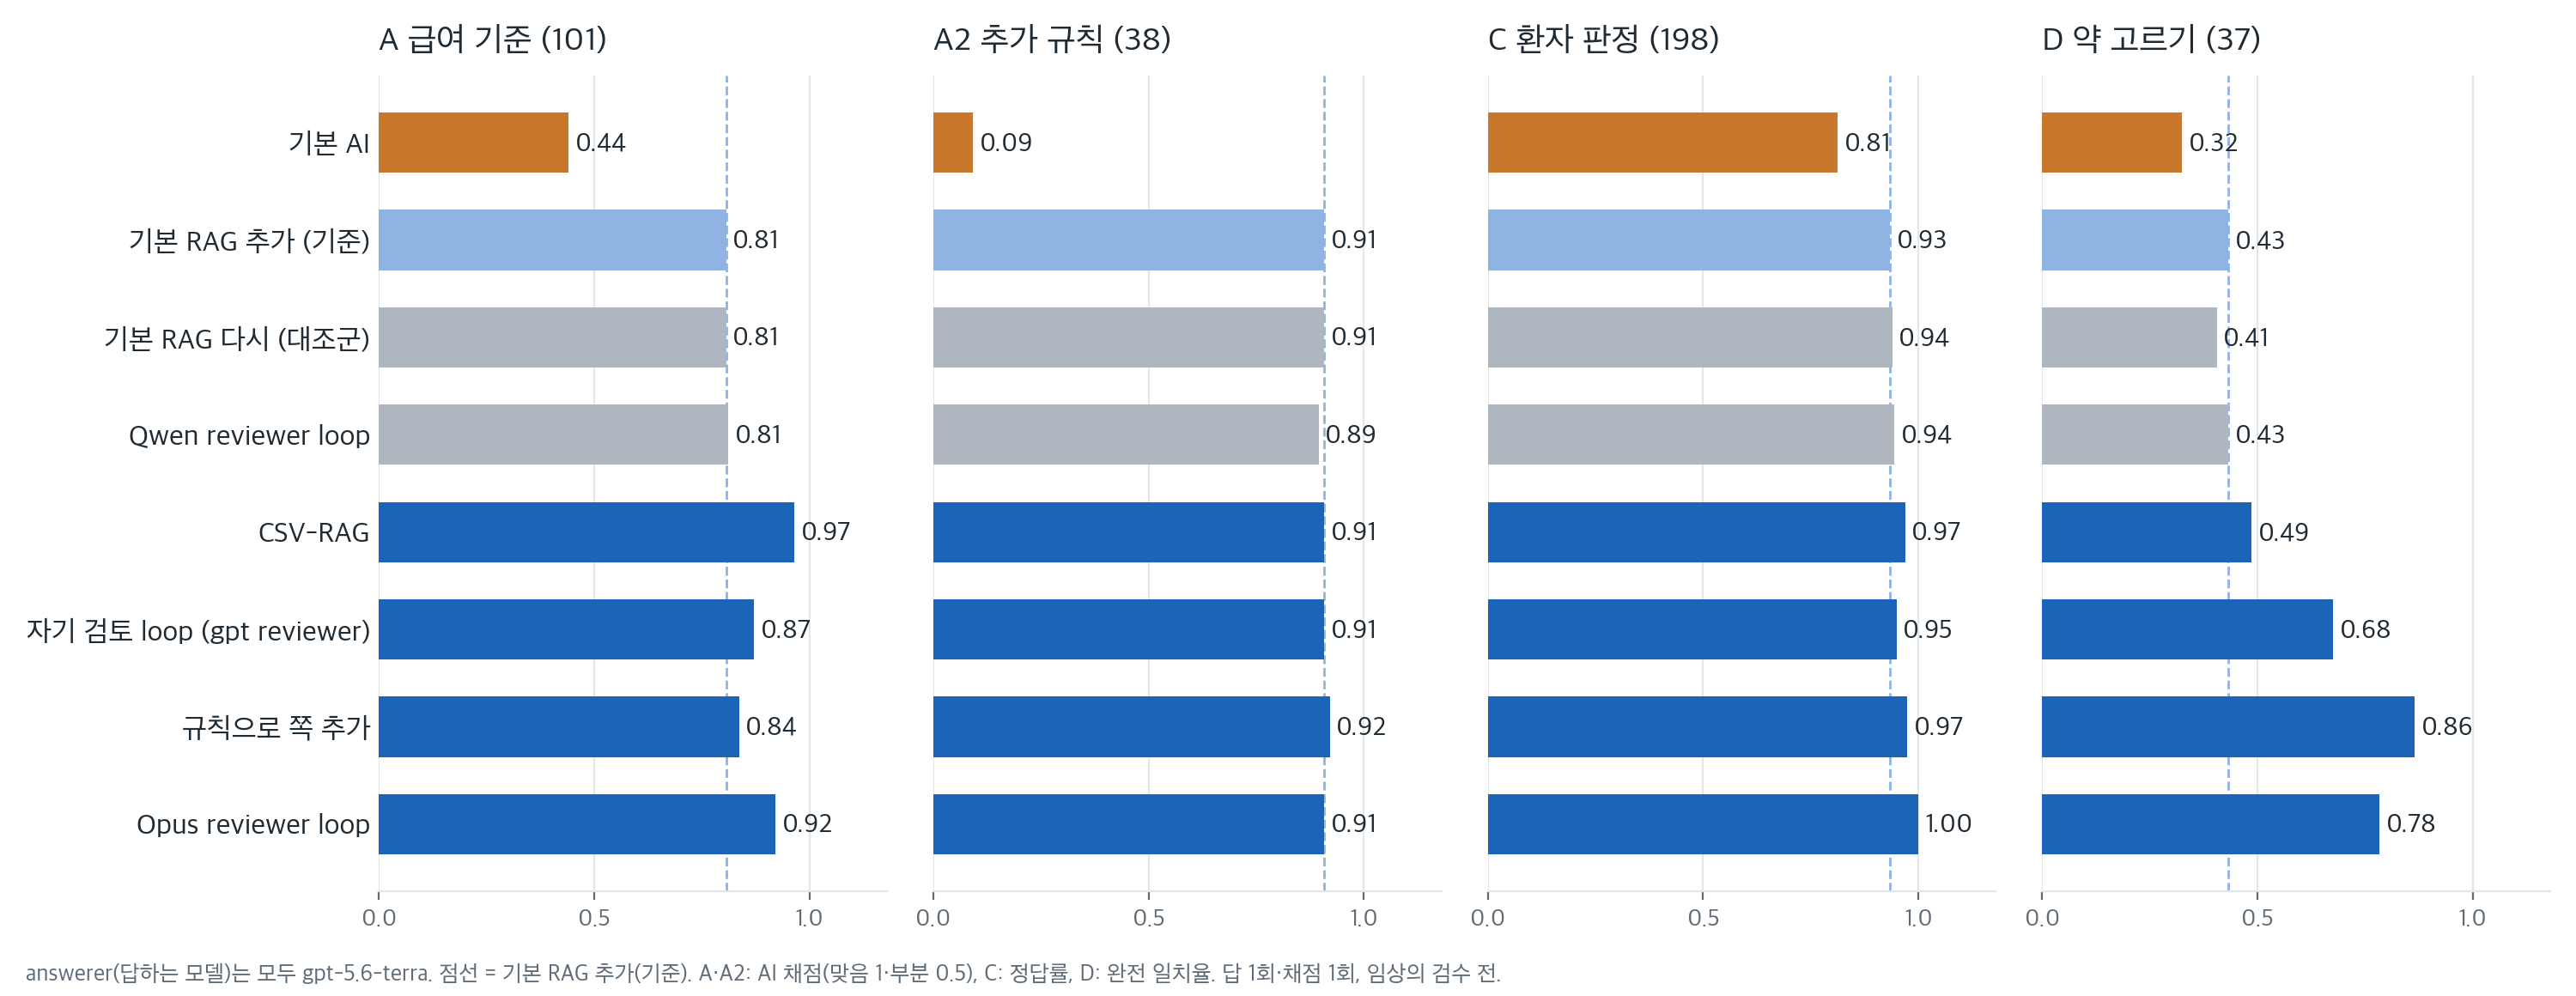 A 급여 기준 (101)
A2 추가 규칙 (38)
C 환자 판정 (198)
D 약 고르기 (37)
기본 AI
0.44
0.09
0.81
0.32
기본 RAG 추가 (기준)
0.81
0.91
0.93
0.43
기본 RAG 다시 (대조군)
0.81
0.91
0.94
0.41
Qwen reviewer loop
0.81
0.89
0.94
0.43
CSV-RAG
0.97
0.91
0.97
0.49
자기 검토 loop (gpt reviewer)
0.87
0.91
0.95
0.68
규칙으로 쪽 추가
0.84
0.92
0.97
0.86
Opus reviewer loop
0.92
0.91
1.00
0.78
0.0 0.5 1.0
0.0 0.5 1.0
0.0 0.5 1.0
0.0 0.5 1.0
answerer(답하는 모델)는 모두 gpt-5.6-terra. 점선 = 기본 RAG 추가(기준). A·A2: AI 채점(맞음 1·부분 0.5), C: 정답률, D: 완전 일치율. 답 1회·채점 1회, 임상의 검수 전.